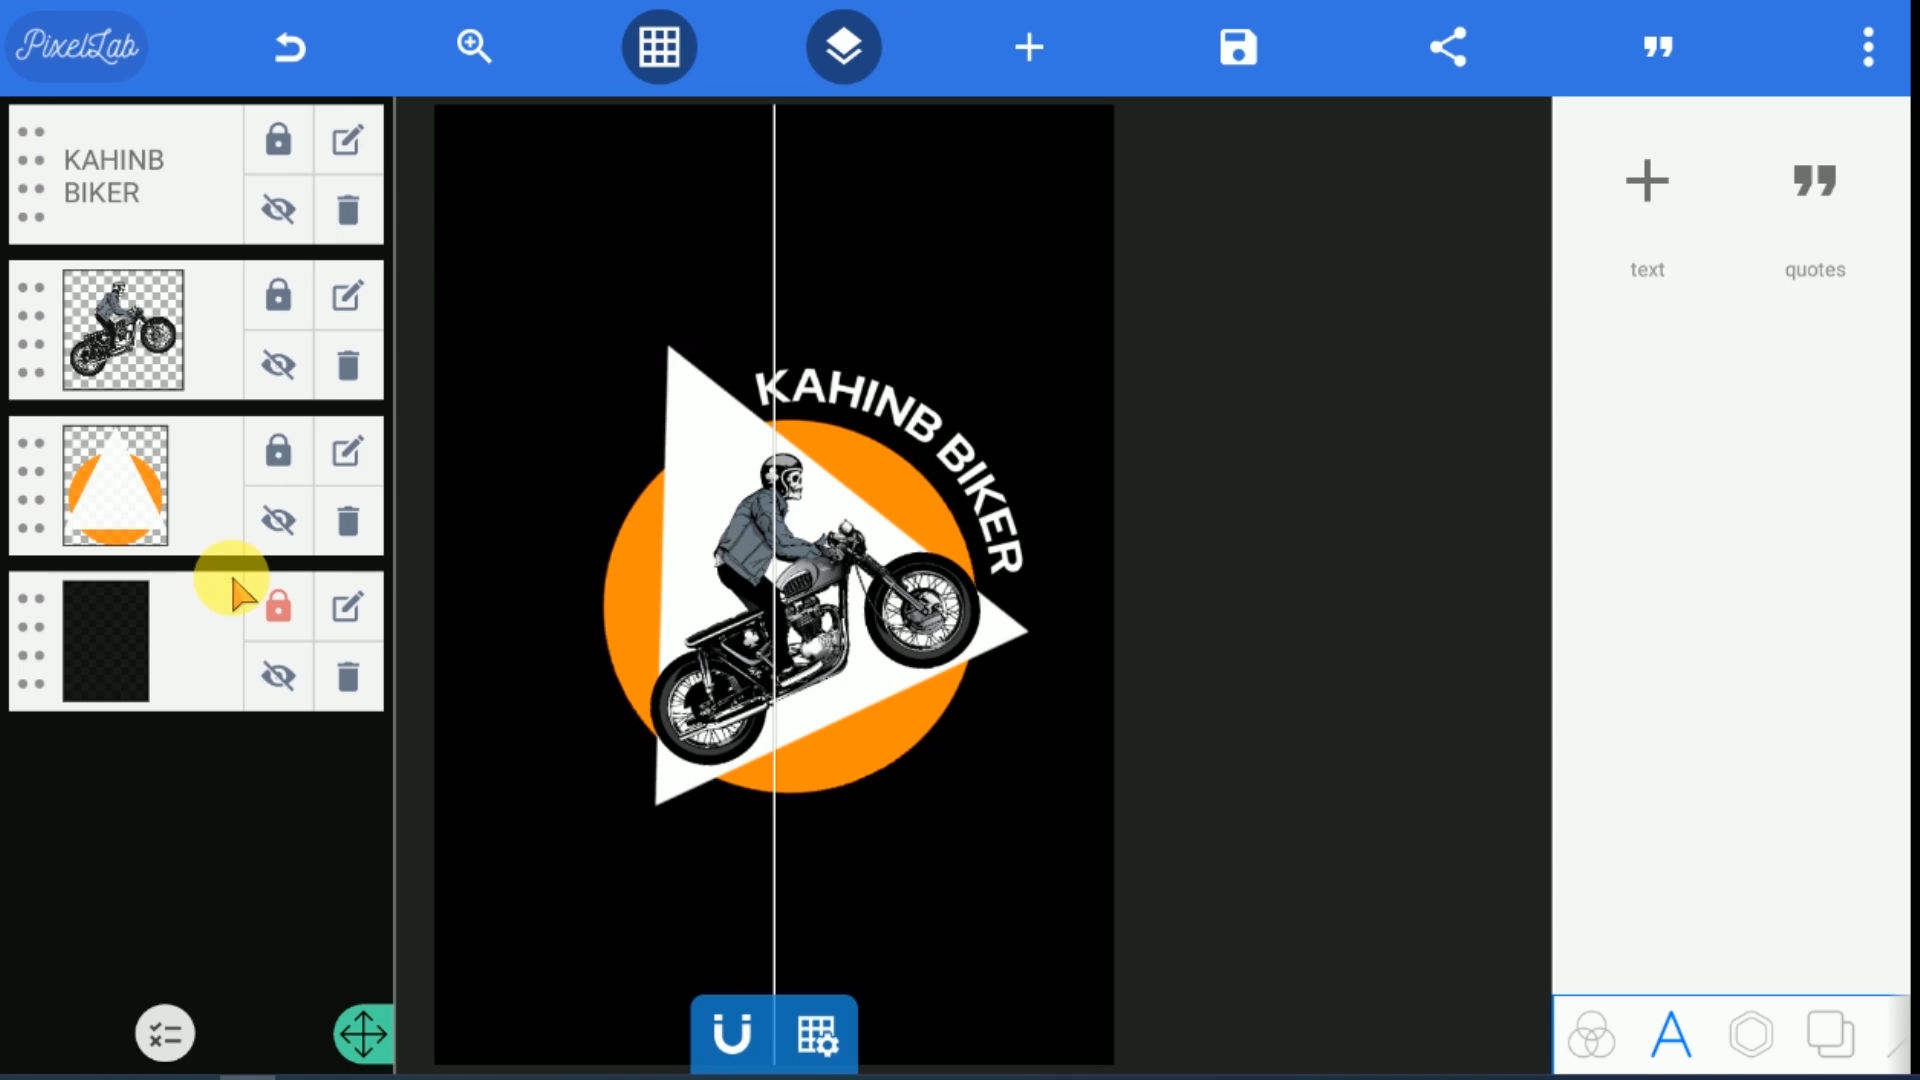 PixelLab
KAHINB
BIKER
KAHINB BIKER
text
quotes